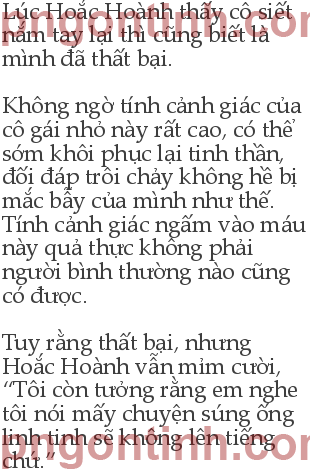 Lúc Hoắc Hoành thấy cô siết
nắm tay lại thì cũng biết là
mình đã thất bại.
Không ngờ tính cảnh giác của
cô gái nhỏ này rất cao, có thể
sớm khôi phục lại tinh thần,
đối đáp trôi chảy không hề bị
mắc bẫy của mình như thế.
Tính cảnh giác ngấm vào máu
này quả thực không phải
người bình thường nào cũng
có được.
Tuy rằng thất bại, nhưng
Hoắc Hoành vẫn mỉm cười,
“Tôi còn tưởng rằng em nghe
tôi nói mấy chuyện súng ống
linh tinh sẽ không lên tiếng
chứ.”
pngontinh.com
pngontinh.com